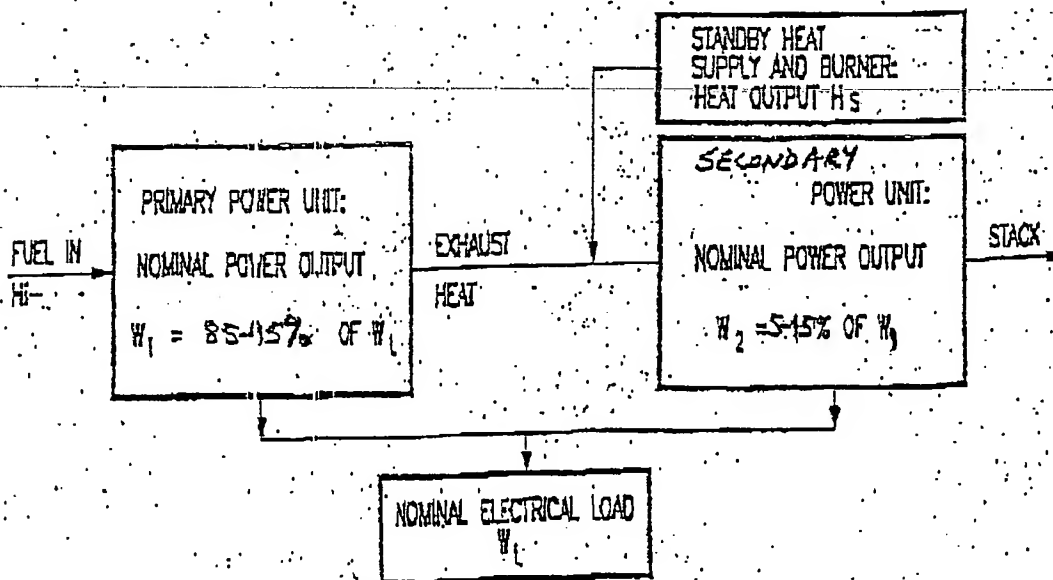 STANDBY HEAT
SUPPLY AND BURNER:
HEAT OUTPUT Hs
PRIMARY POWER UNIT:
NOMINAL POWER OUTPUT
W1 = 85-115% OF WL
FUEL IN
Hi
EXHAUST
HEAT
SECONDARY
POWER UNIT:
NOMINAL POWER OUTPUT
W2 = 5-15% OF
STACK
NOMINAL ELECTRICAL LOAD
WL